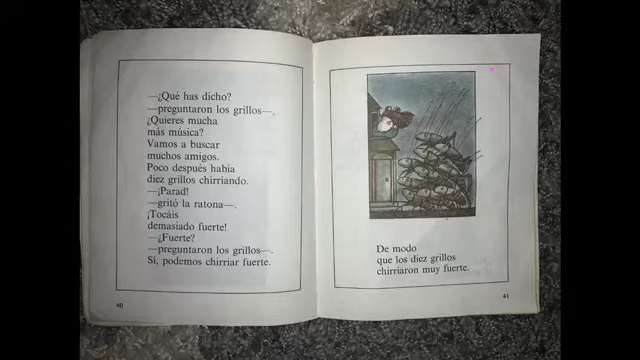 —¿Qué has dicho?
—preguntaron los grillos—.
¿Quieres mucha
más música?
Vamos a buscar
muchos amigos.
Poco después había
diez grillos chirriando.
—¡Parad!
—gritó la ratona—.
¡Tocáis
demasiado fuerte!
—¿Fuerte?
—preguntaron los grillos—.
Sí, podemos chirriar fuerte.
40
De modo
que los diez grillos
chirriaron muy fuerte.
41